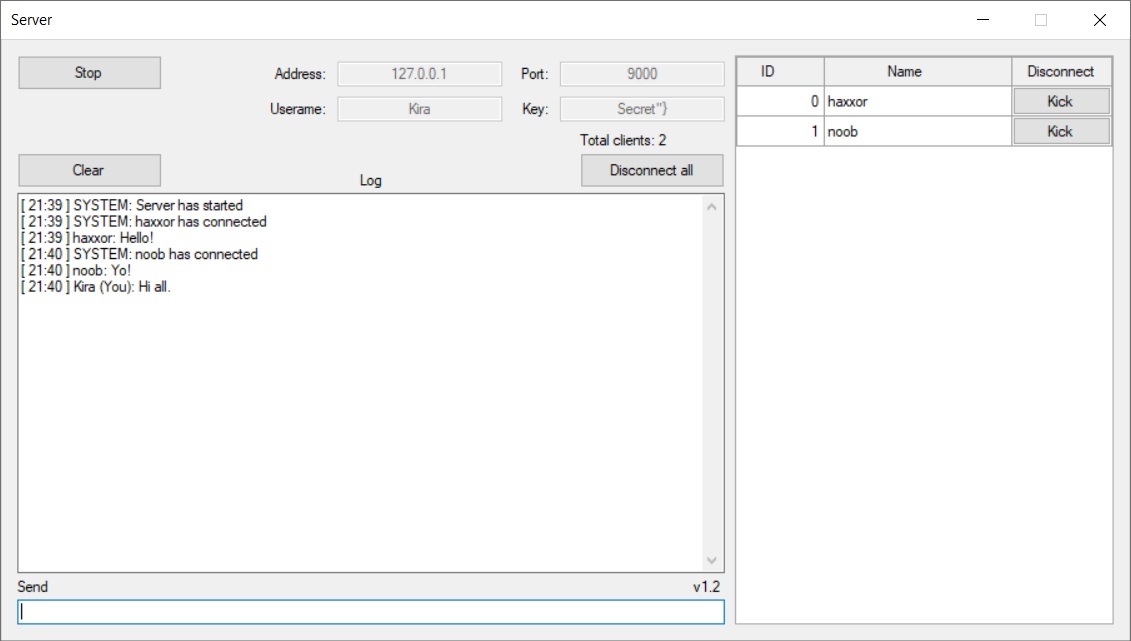 Server
Stop
Address: 127.0.0.1 Port: 9000
Userame: Kira Key: Secret"}
Total clients: 2
Clear
Log
Disconnect all
[ 21:39 ] SYSTEM: Server has started
[ 21:39 ] SYSTEM: haxxor has connected
[ 21:39 ] haxxor: Hello!
[ 21:40 ] SYSTEM: noob has connected
[ 21:40 ] noob: Yo!
[ 21:40 ] Kira (You): Hi all.
Send
v1.2
ID Name Disconnect
0 haxxor Kick
1 noob Kick